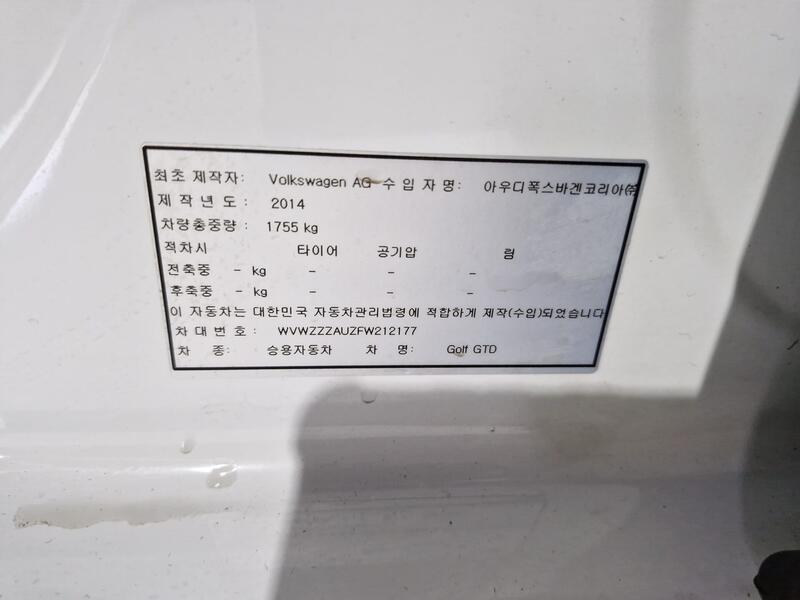 최초 제작자: Volkswagen AG 수 입 자 명: 아우디폭스바겐코리아㈜
제 작 년 도 : 2014
차량총중량 : 1755 kg
적차시 타이어 공기압 림
전축중 - kg - - -
후축중 - kg - - -
이 자동차는 대한민국 자동차관리법령에 적합하게 제작(수입)되었습니다
차 대 번 호 : WVWZZZAUZFW212177
차 종: 승용자동차 차 명: Golf GTD